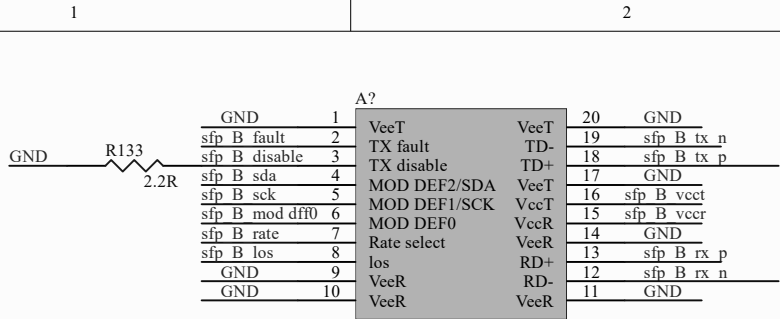 1 2
A?
GND 1 VeeT VeeT 20 GND
sfp_B_fault 2 TX fault TD- 19 sfp_B_tx_n
GND R133 2.2R sfp_B_disable 3 TX disable TD+ 18 sfp_B_tx_p
sfp_B_sda 4 MOD DEF2/SDA VeeT 17 GND
sfp_B_sck 5 MOD DEF1/SCK VccT 16 sfp_B_vcct
sfp_B_mod dff0 6 MOD DEF0 VccR 15 sfp_B_vccr
sfp_B_rate 7 Rate select VeeR 14 GND
sfp_B_los 8 los RD+ 13 sfp_B_rx_p
GND 9 VeeR RD- 12 sfp_B_rx_n
GND 10 VeeR VeeR 11 GND